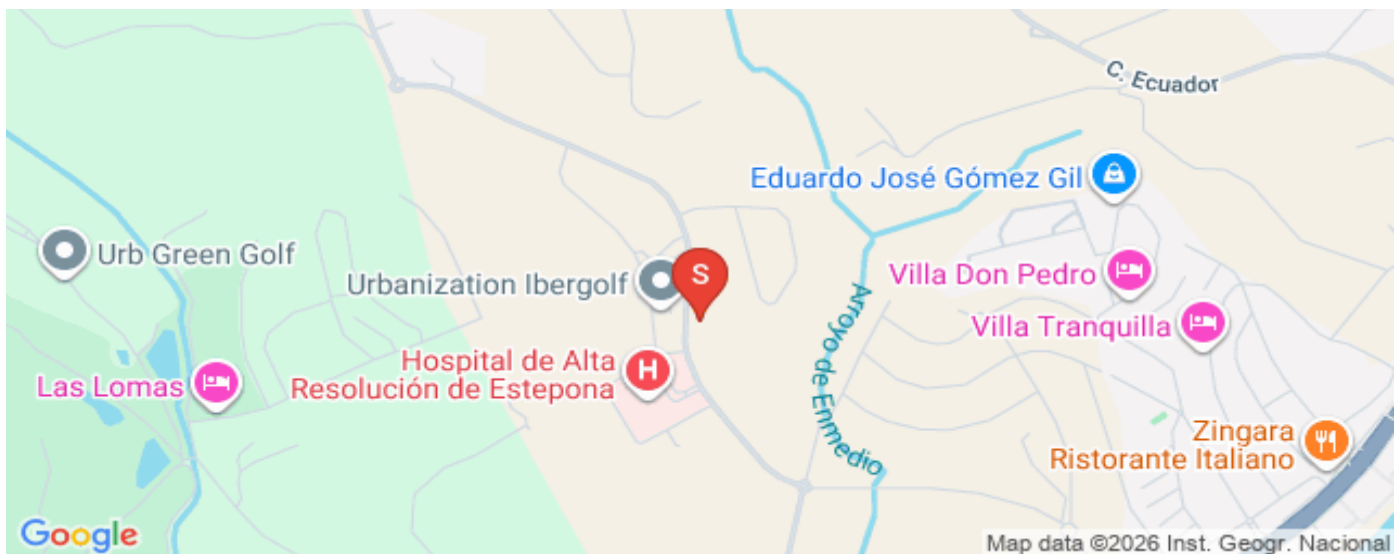 C. Ecuador
Eduardo José Gómez Gil
Urb Green Golf
Urbanization Ibergolf
S
Villa Don Pedro
Villa Tranquilla
Arroyo de Enmedio
Hospital de Alta
Resolución de Estepona
H
Las Lomas
Zingara
Ristorante Italiano
Google
Map data ©2026 Inst. Geogr. Nacional